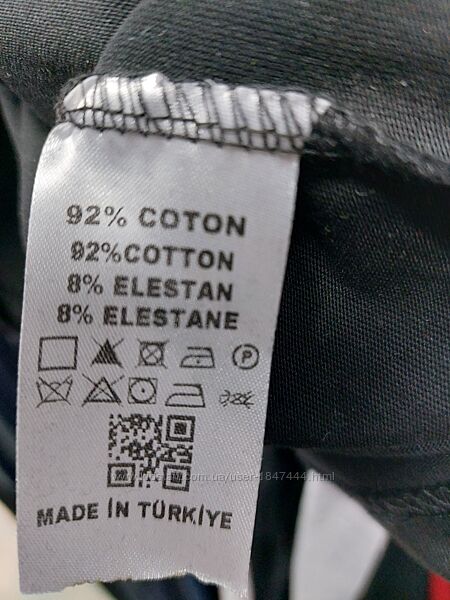 92% COTON
92%COTTON
8% ELESTAN
8% ELESTANE
P
MADE İN TÜRKİYE